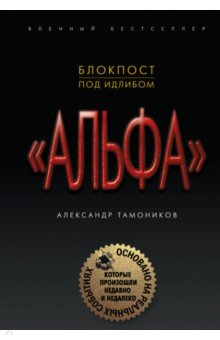 ВОЕННЫЙ БЕСТСЕЛЛЕР
БЛОКПОСТ
ПОД ИДЛИБОМ
«АЛЬФА»
АЛЕКСАНДР ТАМОНИКОВ
ОСНОВАНО НА РЕАЛЬНЫХ СОБЫТИЯХ
КОТОРЫЕ
ПРОИЗОШЛИ
НЕДАВНО И НЕДАЛЕКО